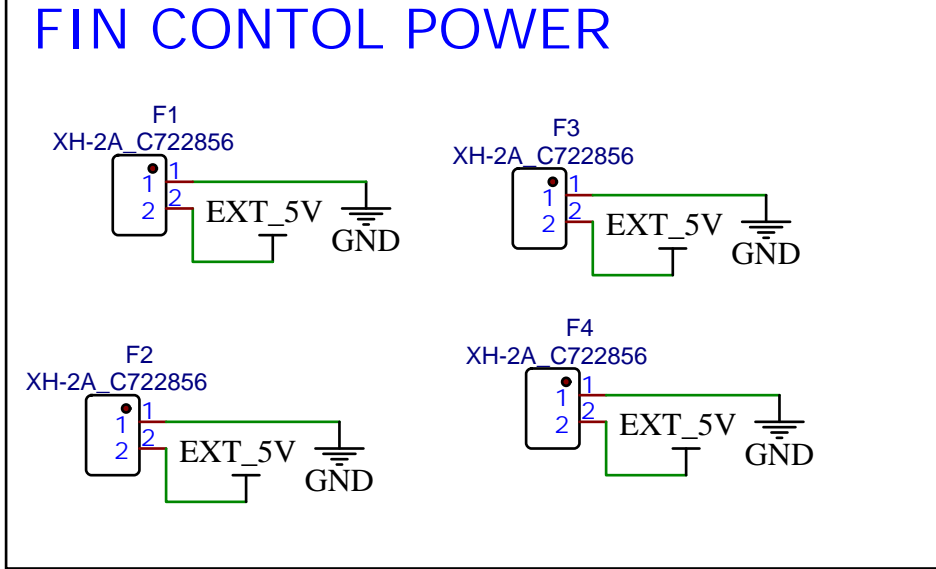 FIN CONTOL POWER
F1
XH-2A_C722856
1 1
2 2
EXT_5V
GND
F3
XH-2A_C722856
1 1
2 2
EXT_5V
GND
F2
XH-2A_C722856
1 1
2 2
EXT_5V
GND
F4
XH-2A_C722856
1 1
2 2
EXT_5V
GND